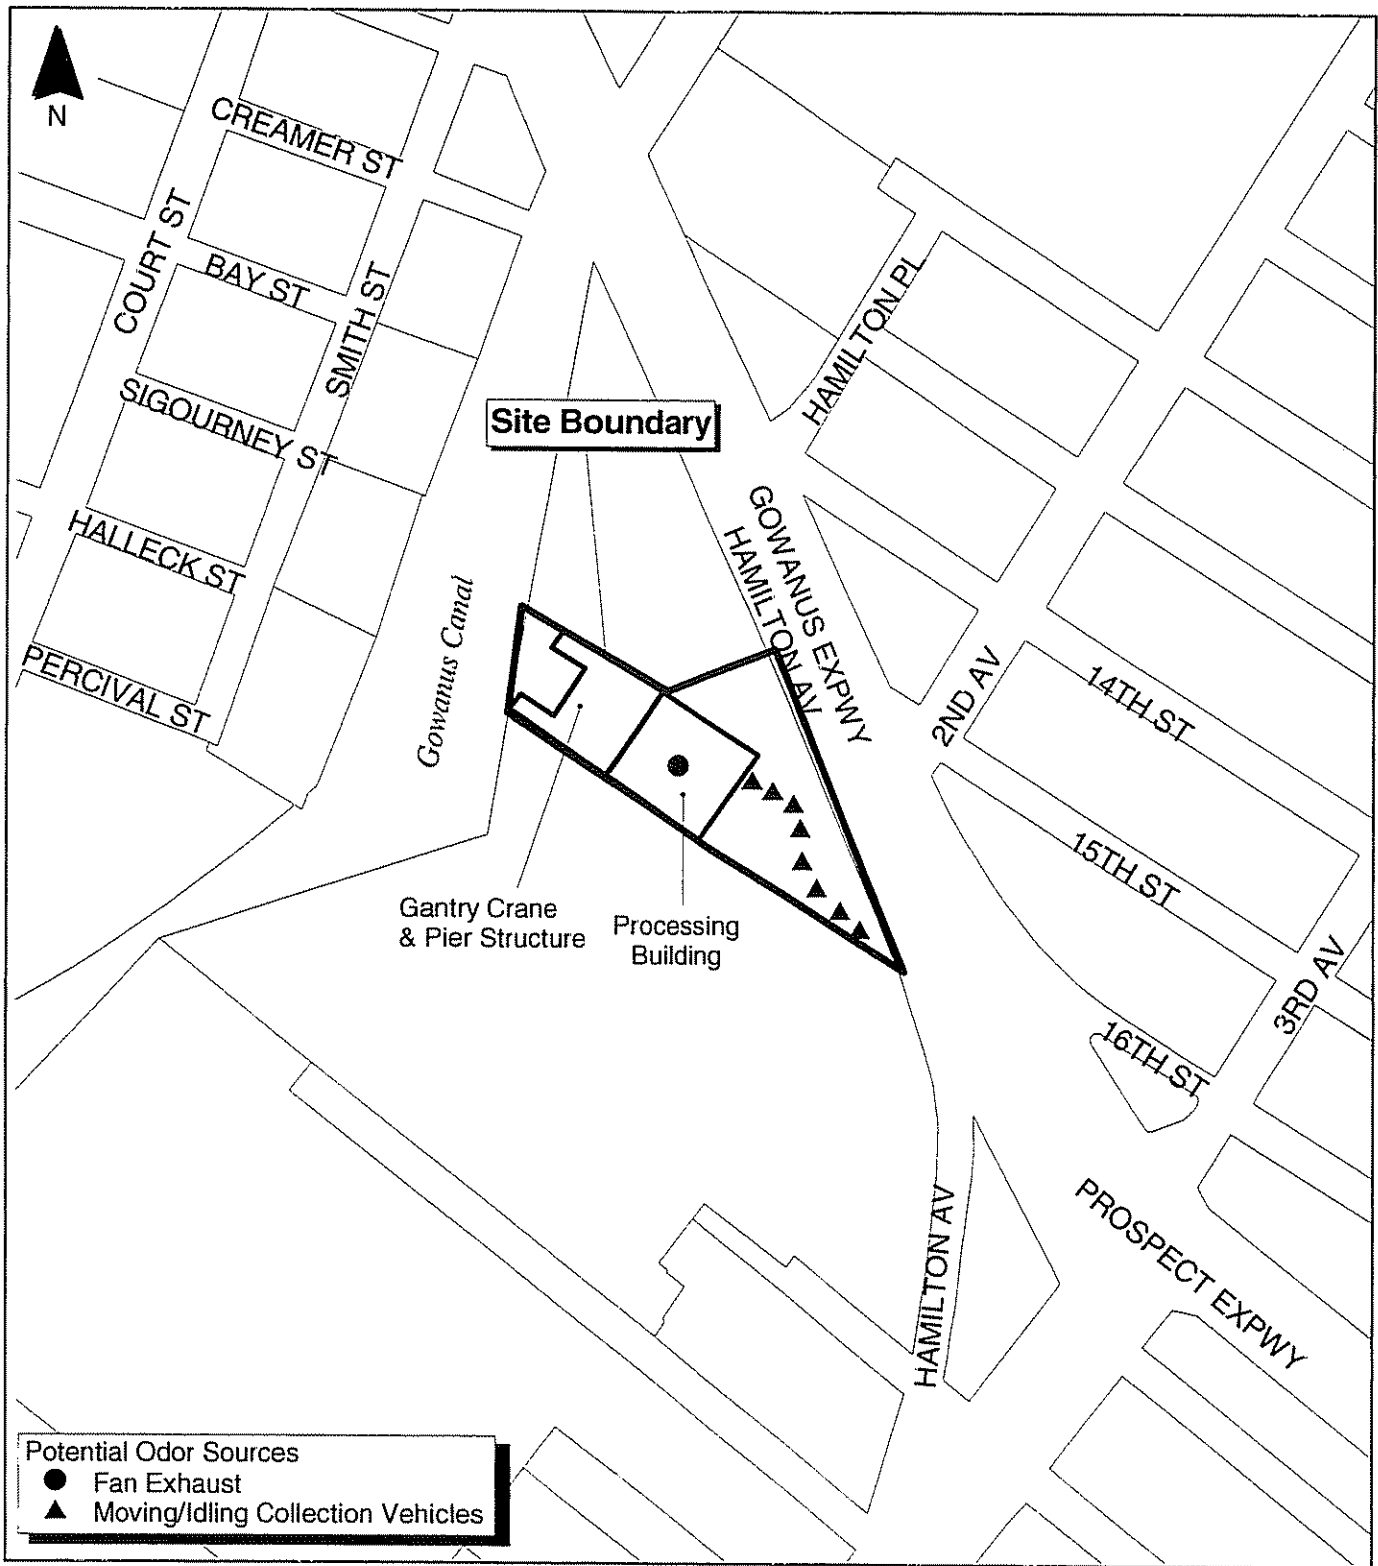 N
CREAMER ST
COURT ST
BAY ST
SMITH ST
HAMILTON PL
SIGOURNEY ST
Site Boundary
GOWANUS EXPWY
HAMILTON AV
HALLECK ST
Gowanus Canal
PERCIVAL ST
2ND AV
14TH ST
15TH ST
Gantry Crane
& Pier Structure
Processing
Building
3RD AV
16TH ST
HAMILTON AV
PROSPECT EXPWY
Potential Odor Sources
Fan Exhaust
Moving/Idling Collection Vehicles